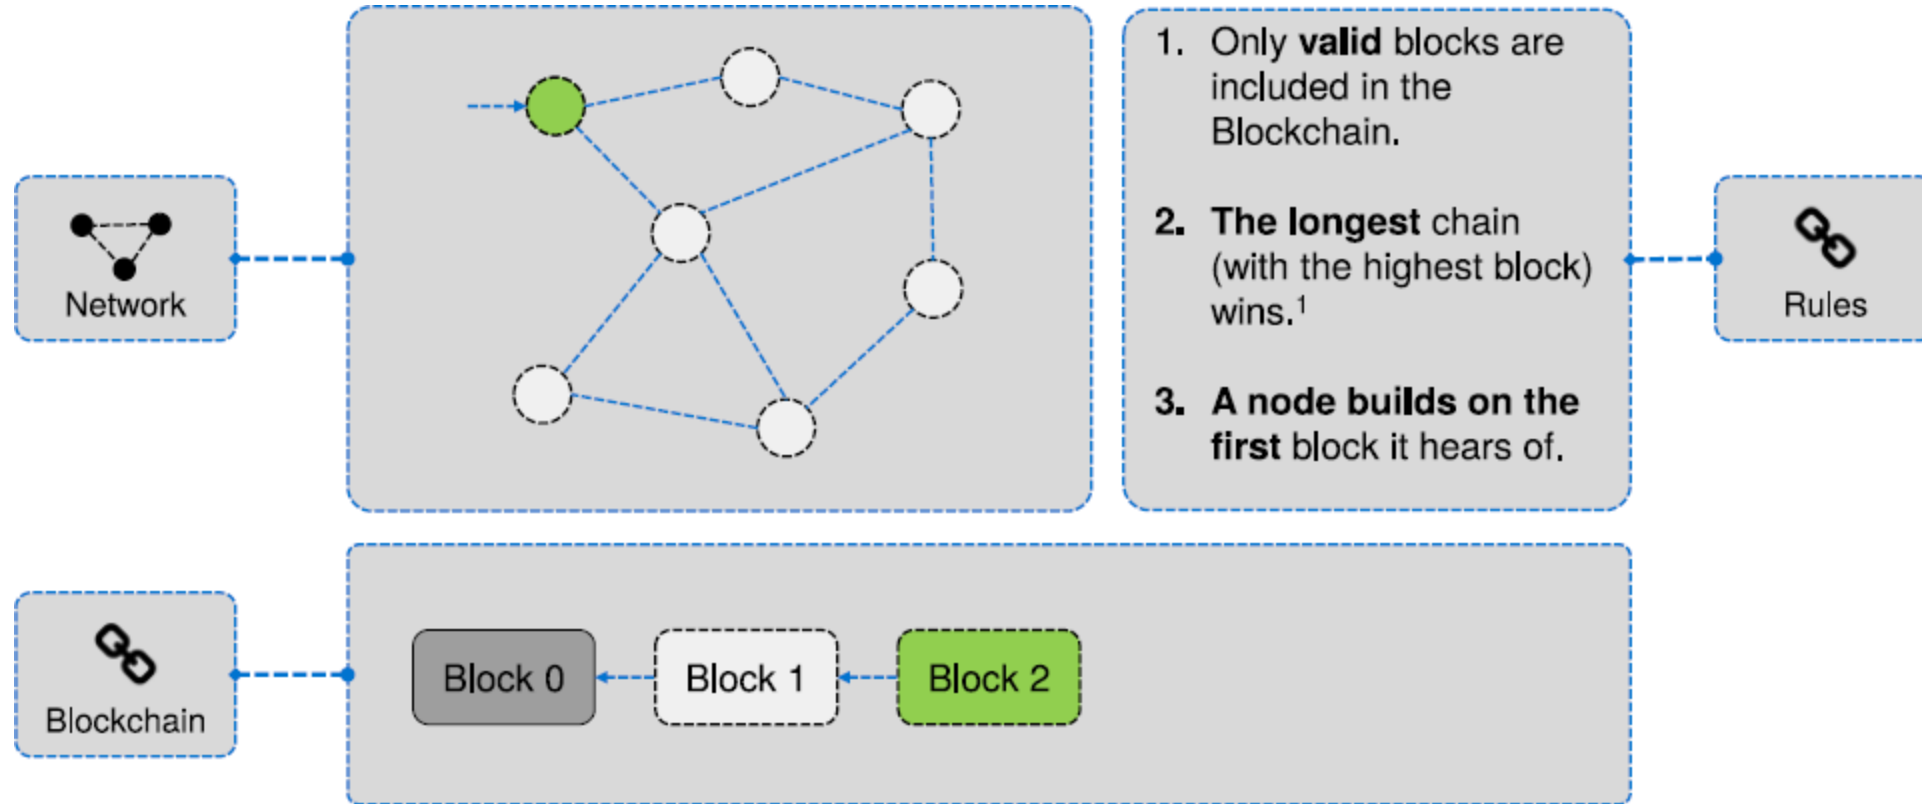 1. Only valid blocks are
included in the
Blockchain.
2. The longest chain
(with the highest block)
wins.¹
3. A node builds on the
first block it hears of.
Network
Rules
Block 0
Block 1
Block 2
Blockchain